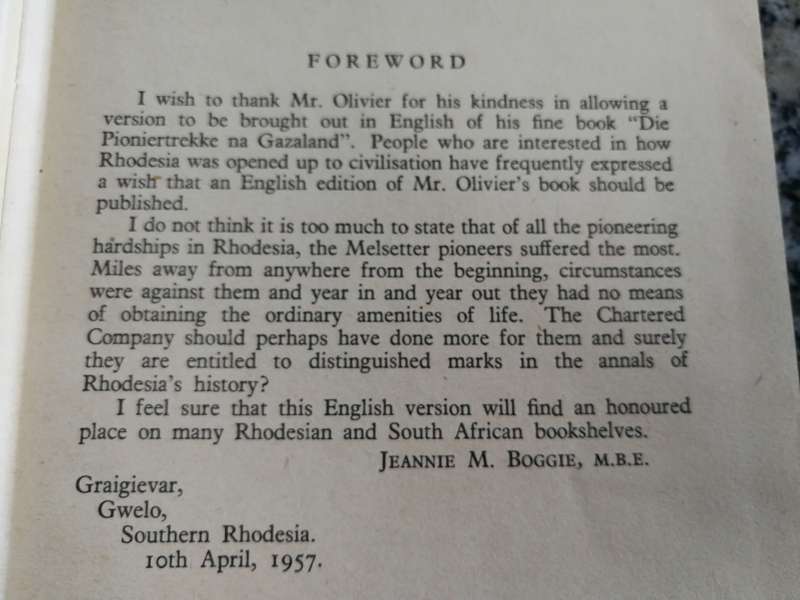 FOREWORD
I wish to thank Mr. Olivier for his kindness in allowing a
version to be brought out in English of his fine book "Die
Pioniertrekke na Gazaland". People who are interested in how
Rhodesia was opened up to civilisation have frequently expressed
a wish that an English edition of Mr. Olivier's book should be
published.
I do not think it is too much to state that of all the pioneering
hardships in Rhodesia, the Melsetter pioneers suffered the most.
Miles away from anywhere from the beginning, circumstances
were against them and year in and year out they had no means
of obtaining the ordinary amenities of life. The Chartered
Company should perhaps have done more for them and surely
they are entitled to distinguished marks in the annals of
Rhodesia's history?
I feel sure that this English version will find an honoured
place on many Rhodesian and South African bookshelves.
JEANNIE M. BOGGIE, M.B.E.
Graigievar,
Gwelo,
Southern Rhodesia.
10th April, 1957.